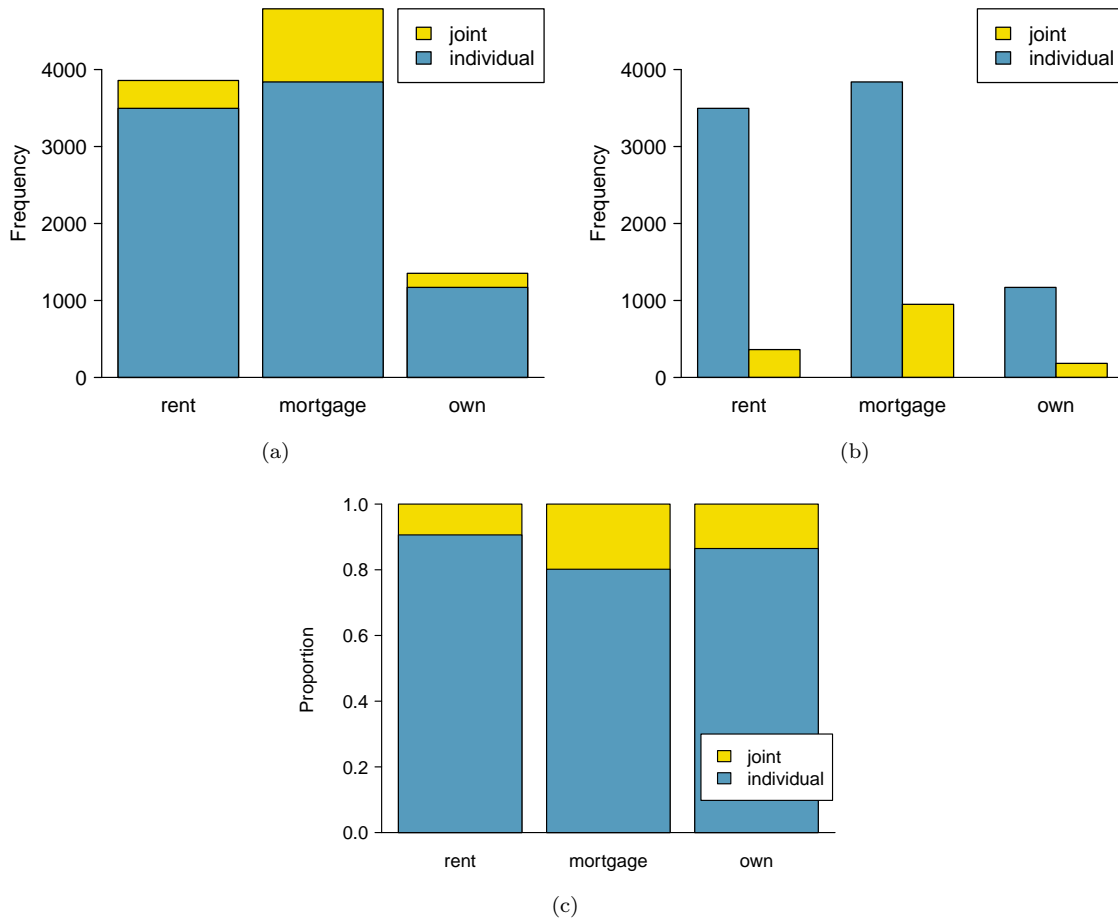 joint
individual
4000
3000
2000
1000
0
Frequency
rent mortgage own
(a)
joint
individual
4000
3000
2000
1000
0
Frequency
rent mortgage own
(b)
1.0
0.8
0.6
0.4
0.2
0.0
Proportion
joint
individual
rent mortgage own
(c)